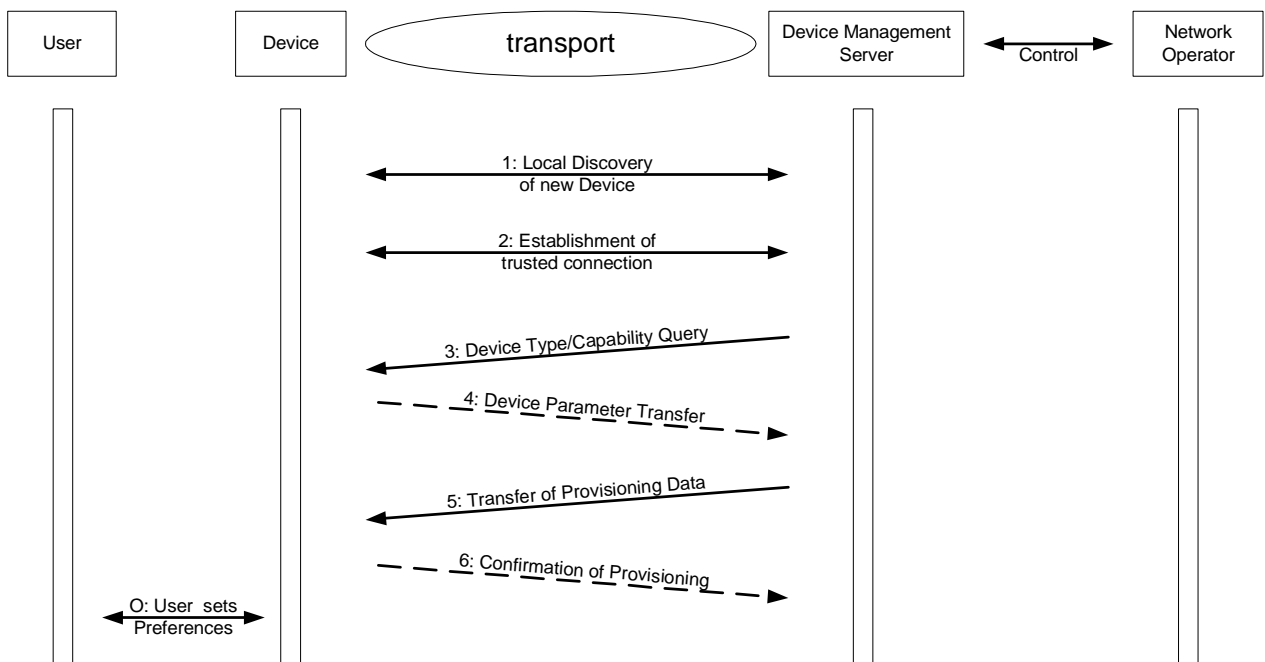 User
Device
transport
Device Management
Server
Control
Network
Operator
1: Local Discovery
of new Device
2: Establishment of
trusted connection
3: Device Type/Capability Query
4: Device Parameter Transfer
5: Transfer of Provisioning Data
6: Confirmation of Provisioning
O: User sets
Preferences